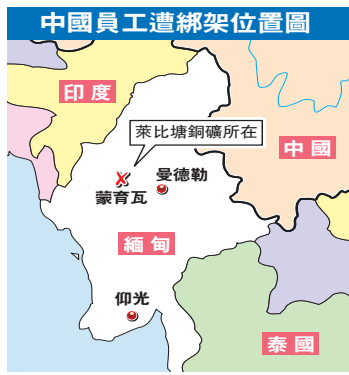 中國員工遭綁架位置圖
印度
萊比塘銅礦所在
中國
曼德勒
蒙育瓦
緬甸
仰光
泰國